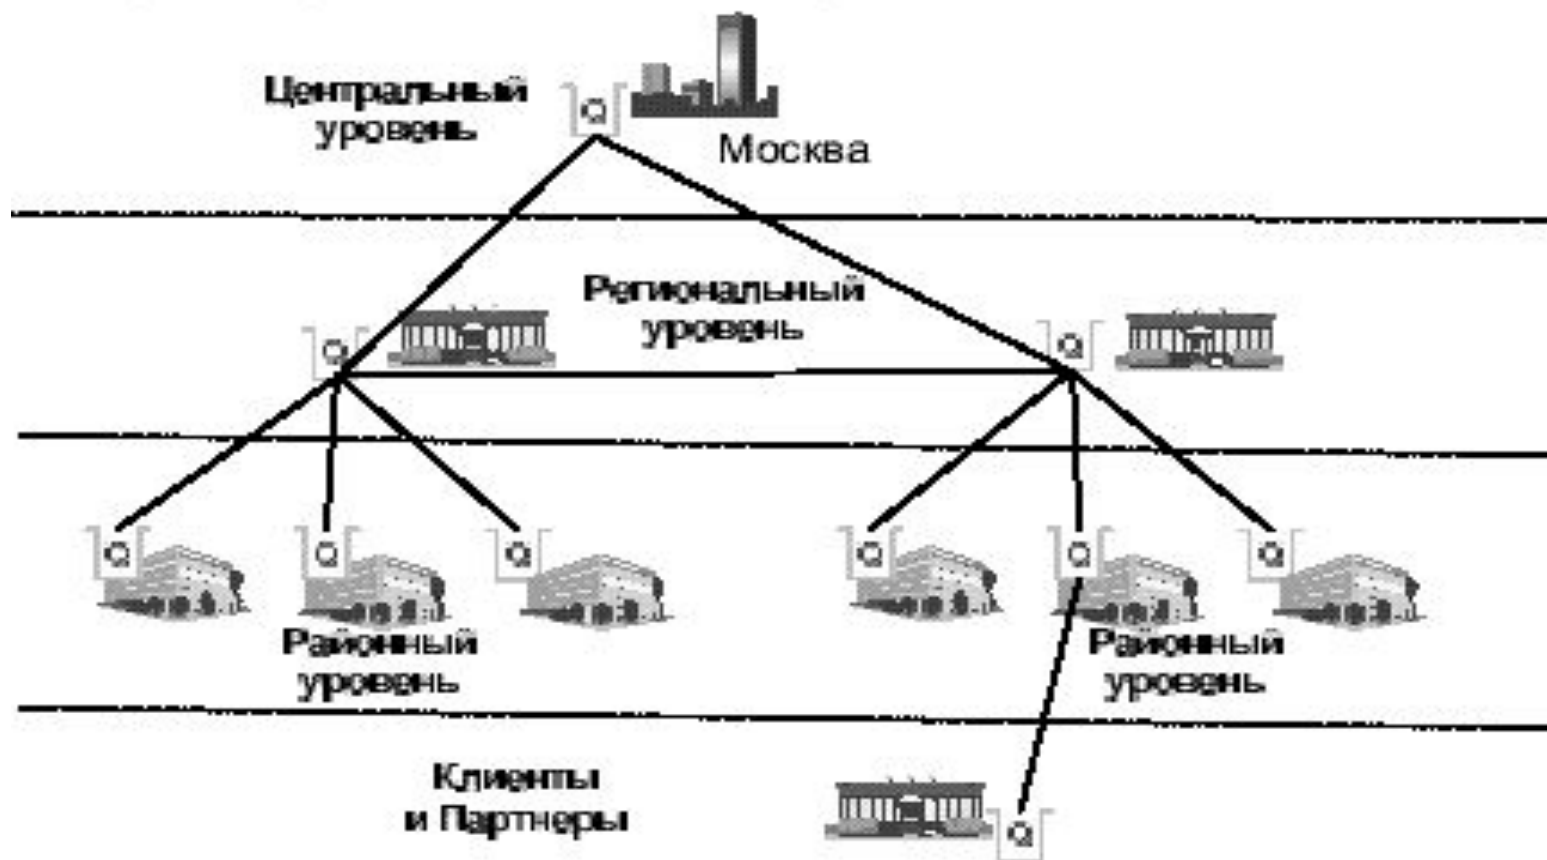 Центральный
уровень
Q
Москва
Региональный
уровень
Q
Q
Q
Q
Q
Q
Q
Q
Районный
уровень
Районный
уровень
Клиенты
и Партнеры
Q